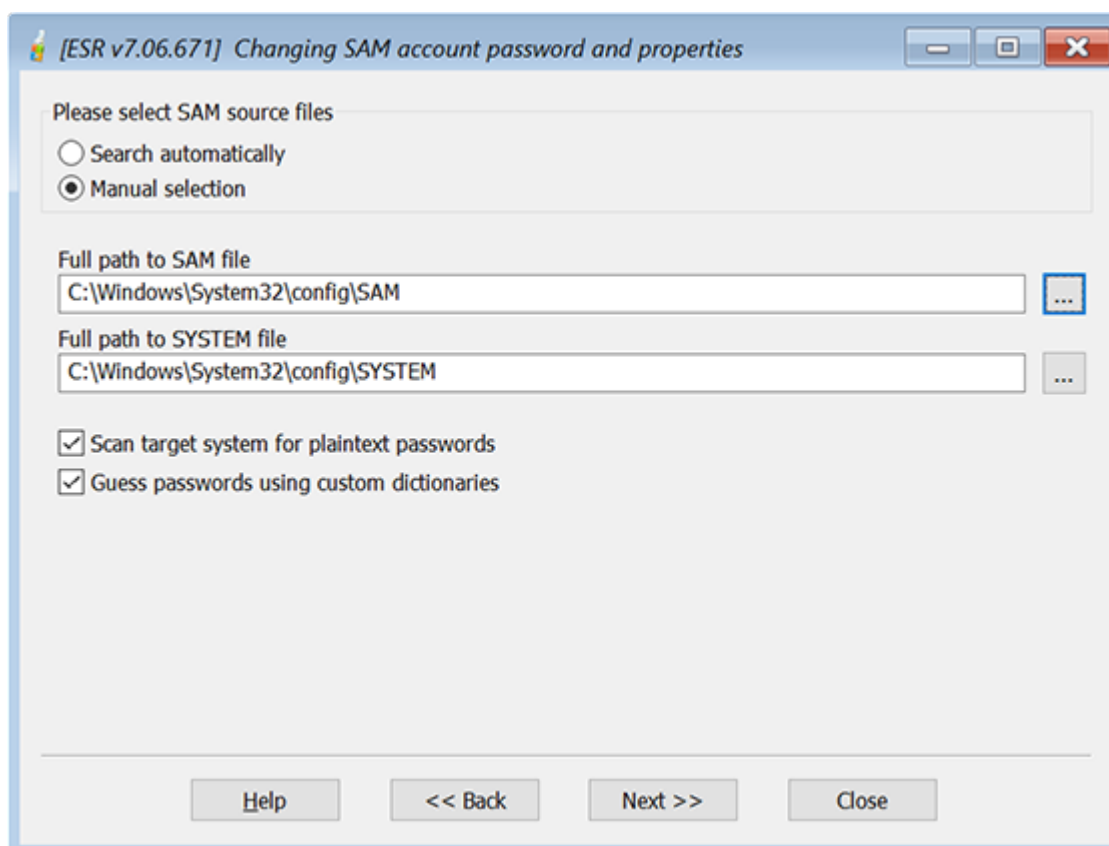 [ESR v7.06.671] Changing SAM account password and properties
Please select SAM source files
Search automatically
Manual selection
Full path to SAM file
C:\Windows\System32\config\SAM
...
Full path to SYSTEM file
C:\Windows\System32\config\SYSTEM
...
Scan target system for plaintext passwords
Guess passwords using custom dictionaries
Help << Back Next >> Close